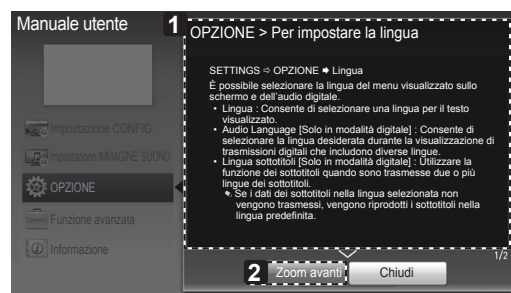 Manuale utente
1
OPZIONE > Per impostare la lingua
SETTINGS ⇨ OPZIONE ➡ Lingua
È possibile selezionare la lingua del menu visualizzato sullo
schermo e dell'audio digitale.
• Lingua : Consente di selezionare una lingua per il testo
visualizzato.
• Audio Language [Solo in modalità digitale] : Consente di
selezionare la lingua desiderata durante la visualizzazione di
trasmissioni digitali che includono diverse lingue.
• Lingua sottotitoli [Solo in modalità digitale] : Utilizzare la
funzione dei sottotitoli quando sono trasmesse due o più
lingue dei sottotitoli.
✎ Se i dati dei sottotitoli nella lingua selezionata non
vengono trasmessi, vengono riprodotti i sottotitoli nella
lingua predefinita.
Impostazione CONFIG.
Impostazione IMMAGINE, SUONO
OPZIONE
Funzione avanzata
Informazione
1/2
2
Zoom avanti
Chiudi